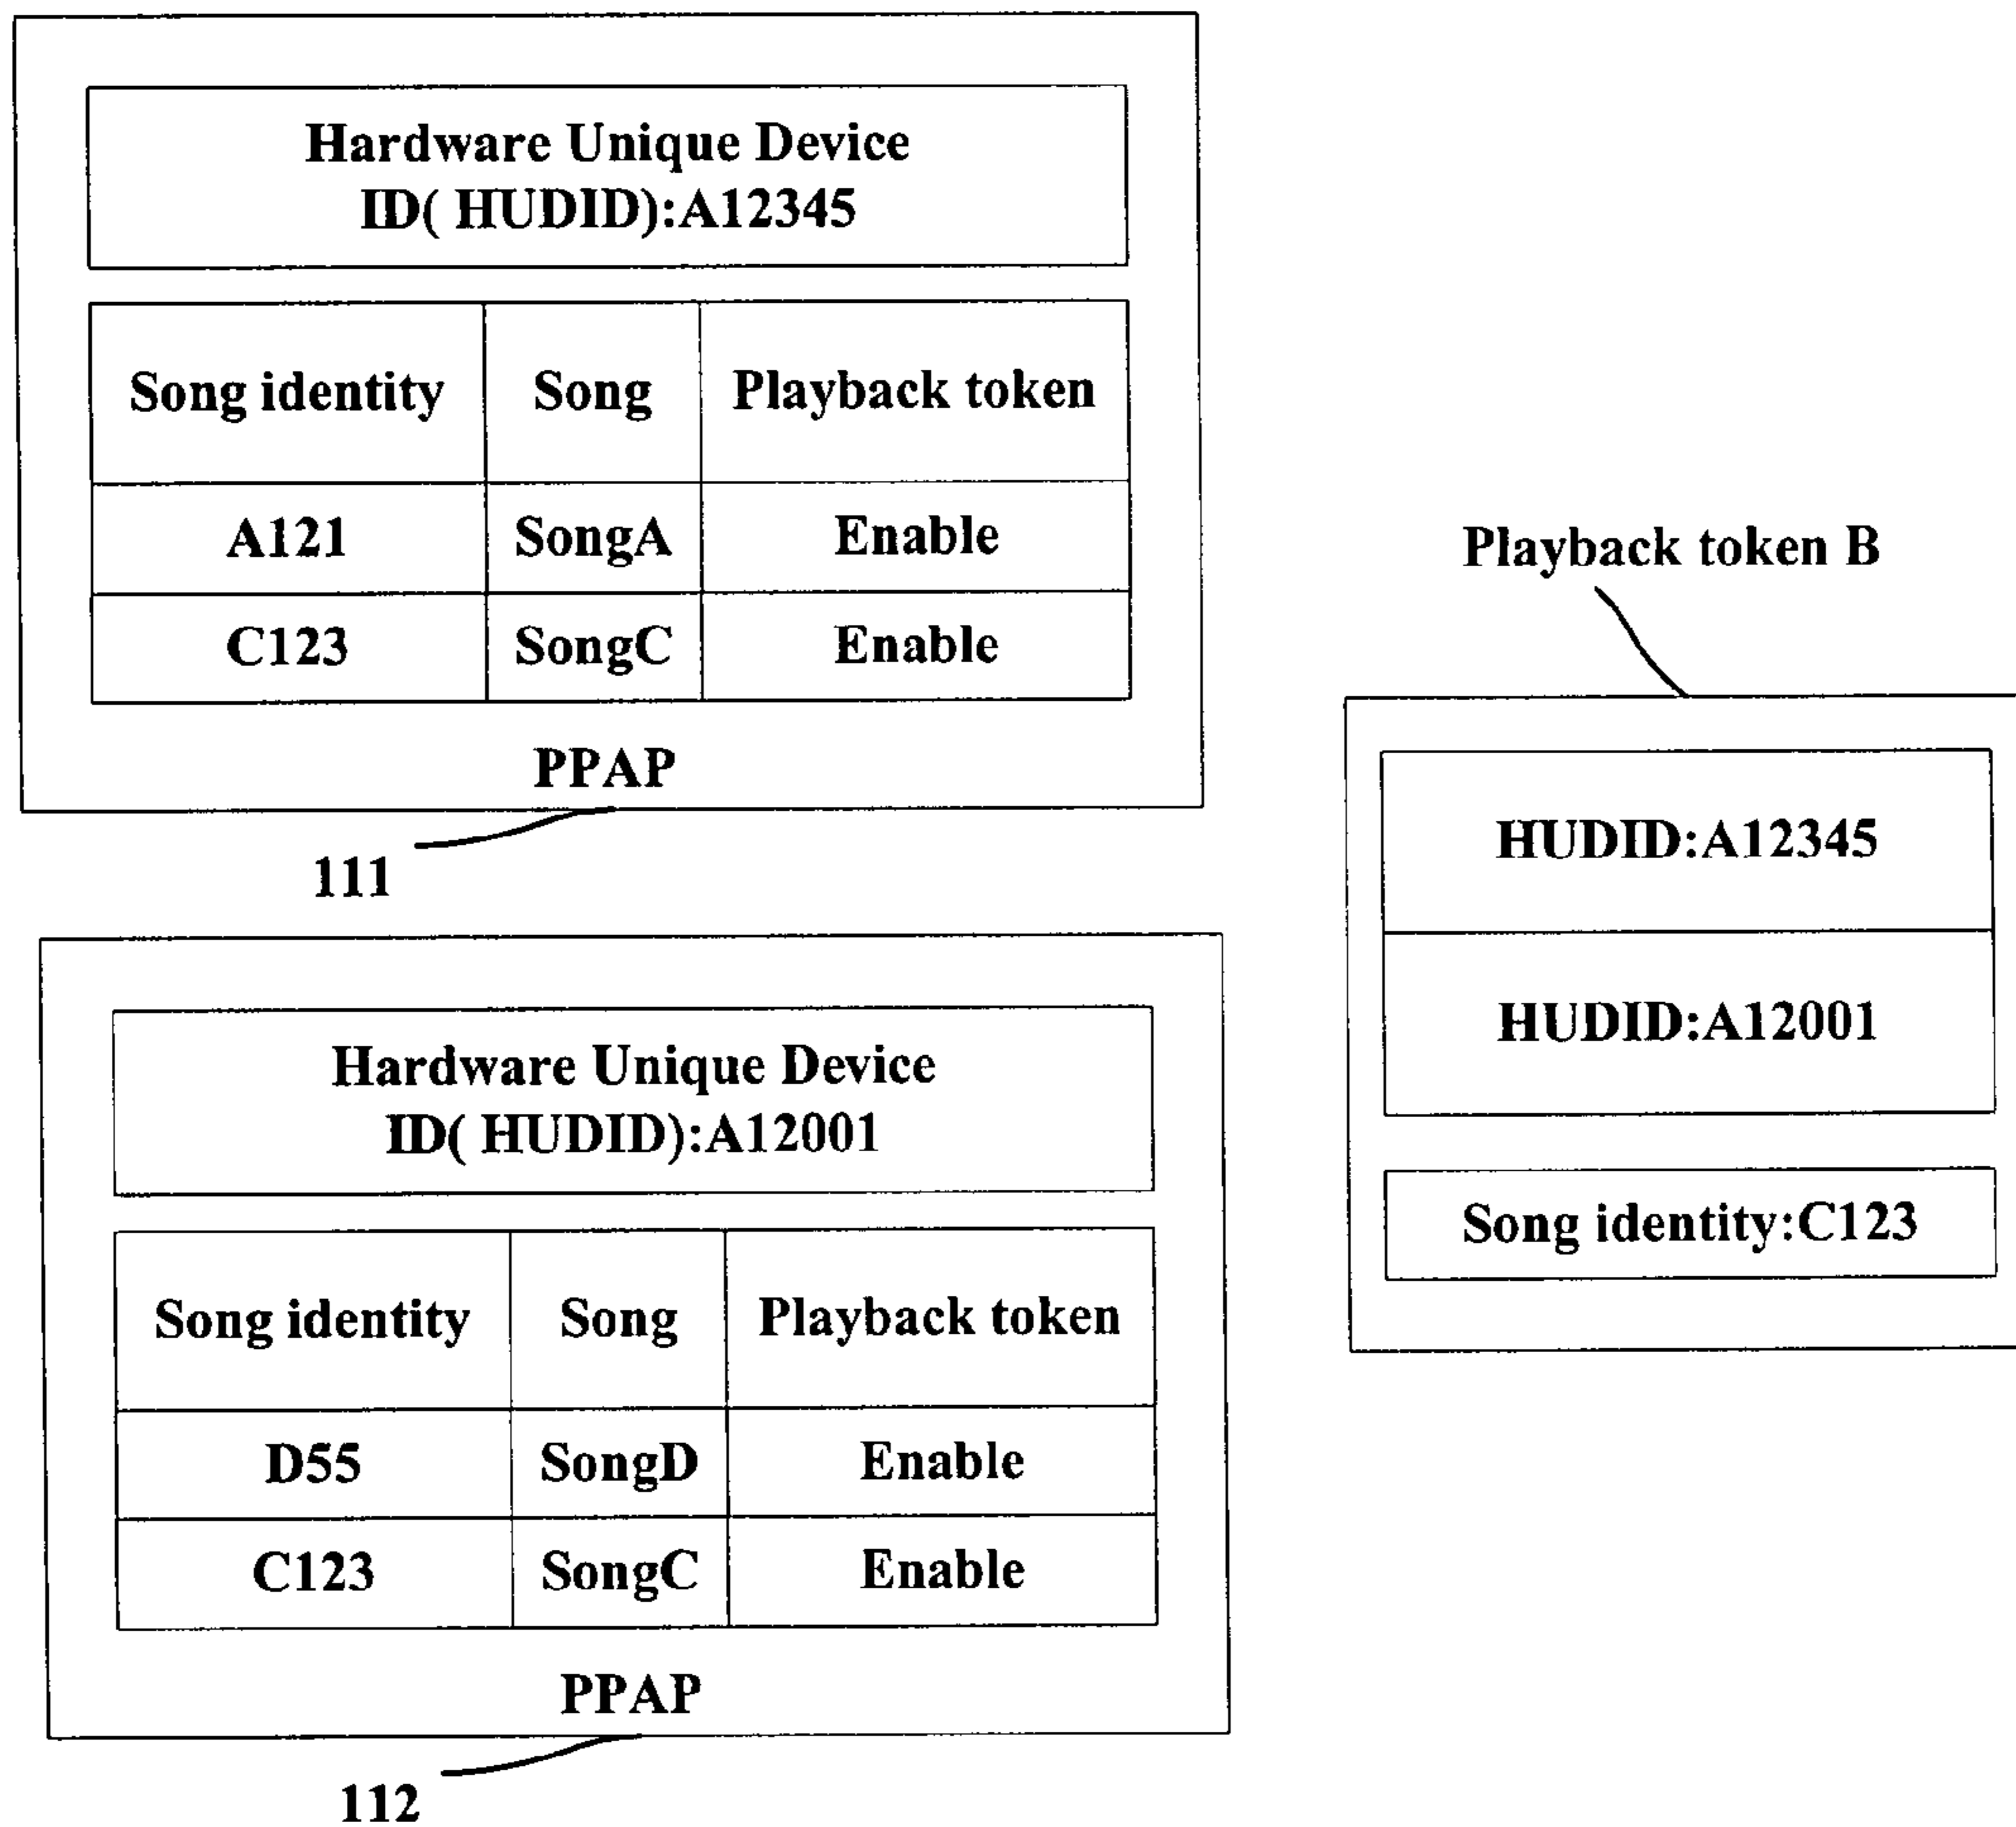 Hardware Unique Device
ID( HUDID):A12345
Song identity Song Playback token
A121 SongA Enable
C123 SongC Enable
PPAP
111
Hardware Unique Device
ID( HUDID):A12001
Song identity Song Playback token
D55 SongD Enable
C123 SongC Enable
PPAP
112
Playback token B
HUDID:A12345
HUDID:A12001
Song identity:C123